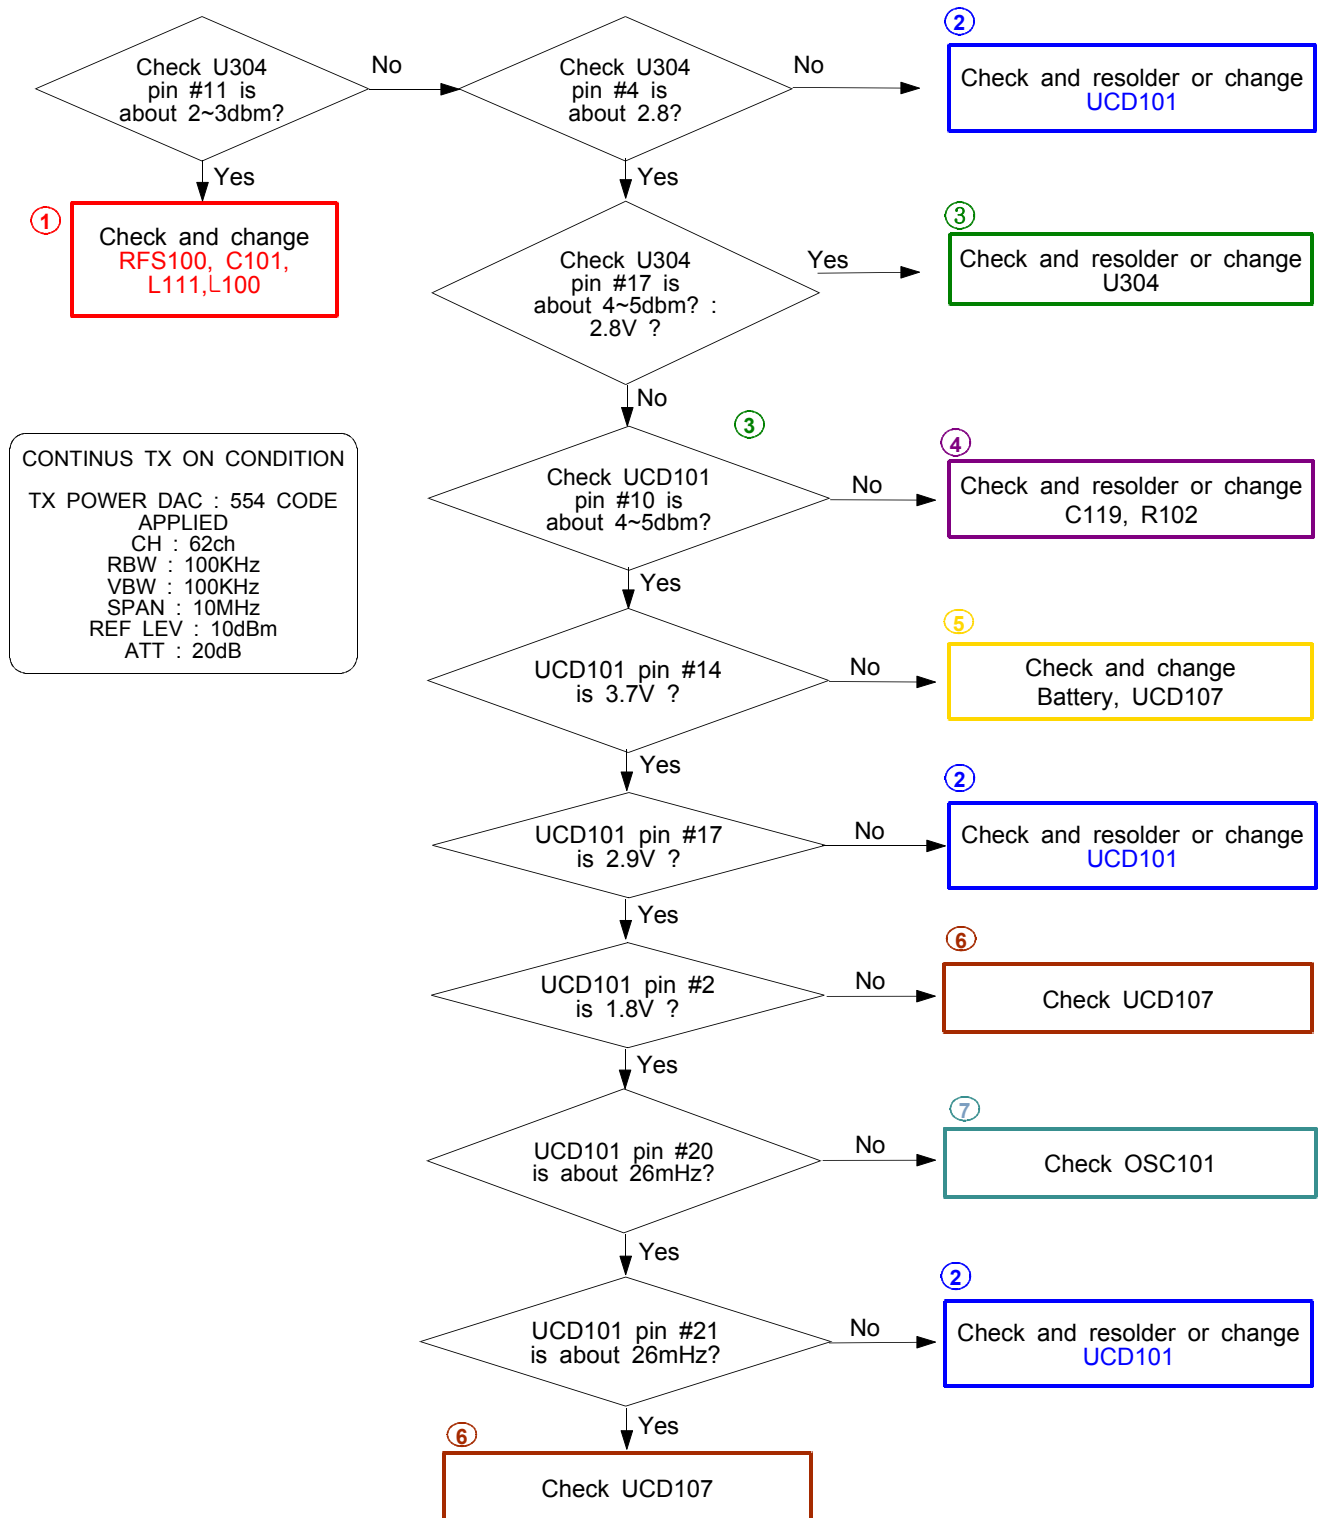 Check U304
pin #11 is
about 2~3dbm?
No
Check U304
pin #4 is
about 2.8?
No
2
Check and resolder or change
UCD101
Yes
1
Check and change
RFS100, C101,
L111,L100
Yes
Check U304
pin #17 is
about 4~5dbm? :
2.8V ?
Yes
3
Check and resolder or change
U304
No
CONTINUS TX ON CONDITION
TX POWER DAC : 554 CODE
APPLIED
CH : 62ch
RBW : 100KHz
VBW : 100KHz
SPAN : 10MHz
REF LEV : 10dBm
ATT : 20dB
3
Check UCD101
pin #10 is
about 4~5dbm?
No
4
Check and resolder or change
C119, R102
Yes
UCD101 pin #14
is 3.7V ?
No
5
Check and change
Battery, UCD107
Yes
UCD101 pin #17
is 2.9V ?
No
2
Check and resolder or change
UCD101
Yes
UCD101 pin #2
is 1.8V ?
No
6
Check UCD107
Yes
UCD101 pin #20
is about 26mHz?
No
7
Check OSC101
Yes
UCD101 pin #21
is about 26mHz?
No
2
Check and resolder or change
UCD101
Yes
6
Check UCD107